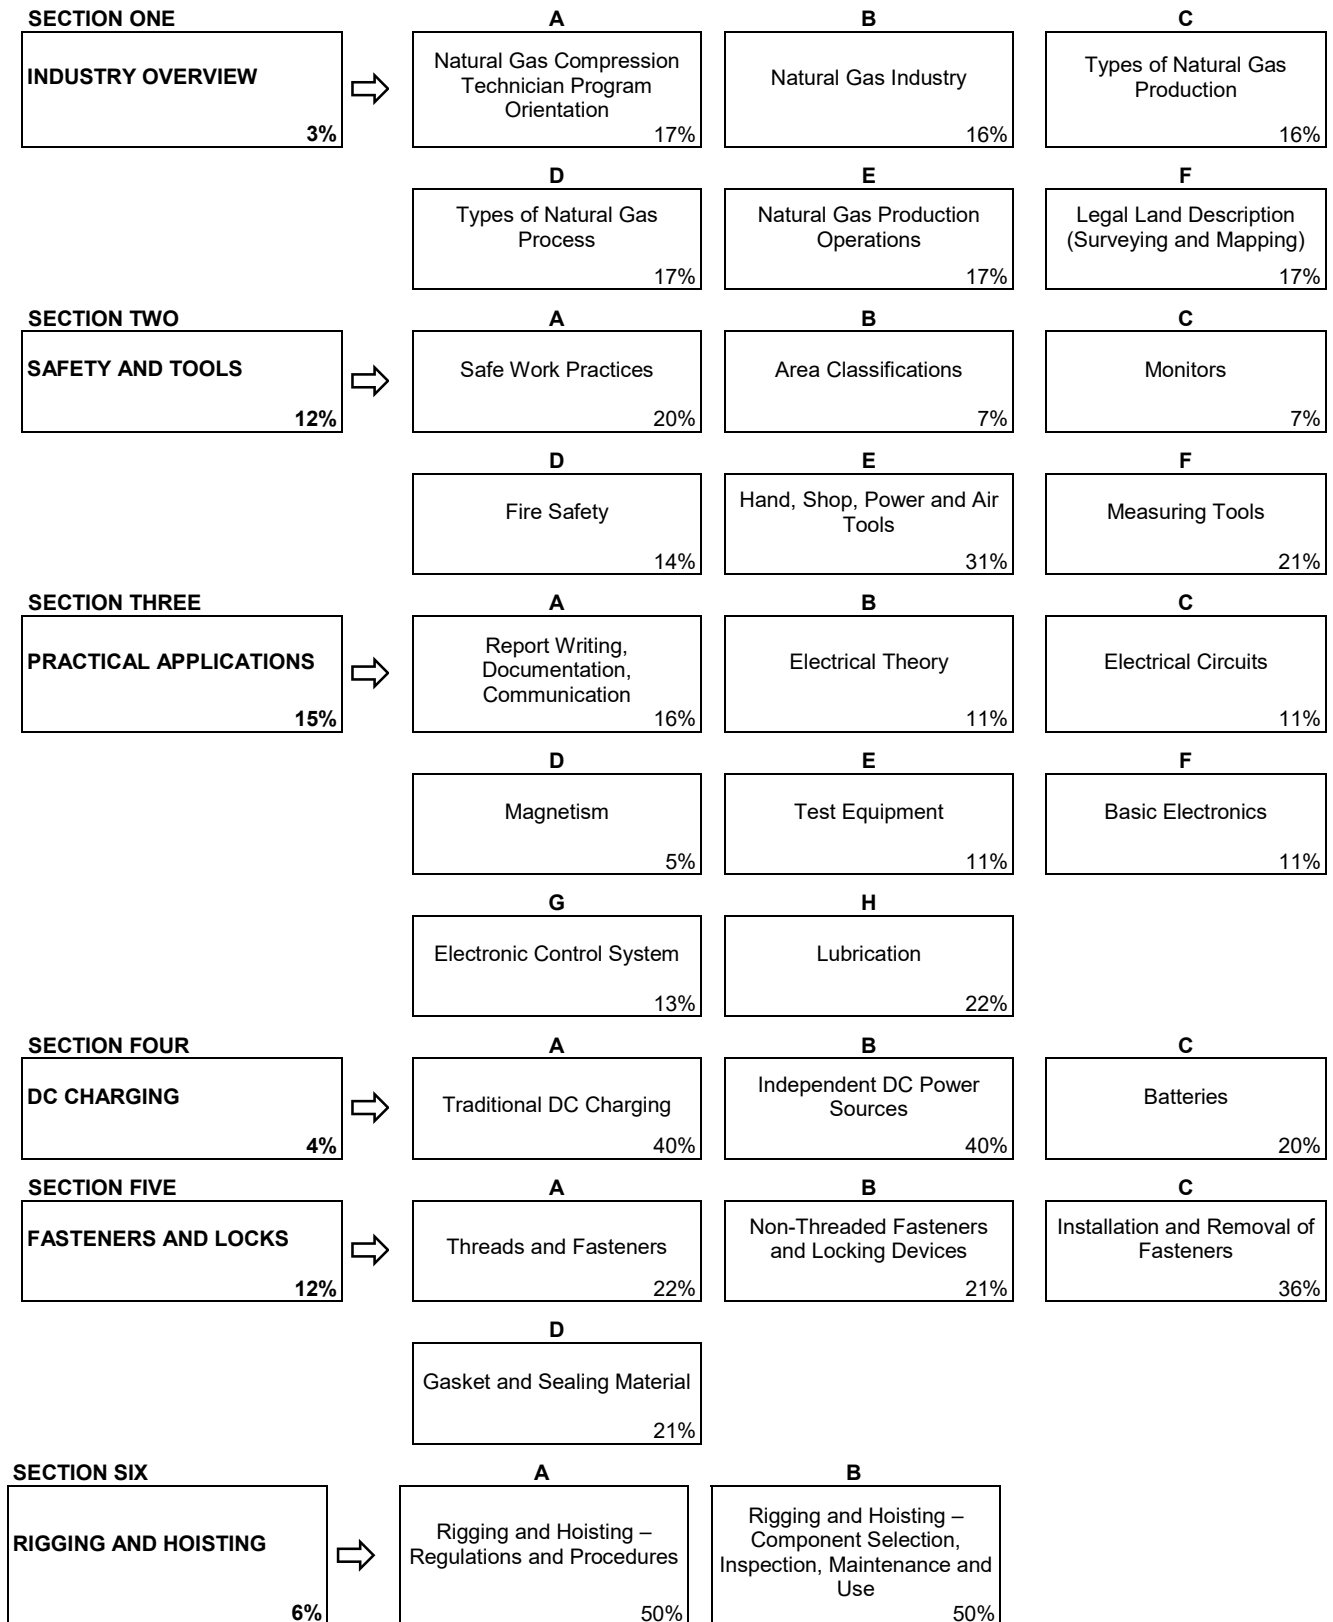 SECTION ONE
A
B
C
INDUSTRY OVERVIEW
3%
Natural Gas Compression
Technician Program
Orientation
17%
Natural Gas Industry
16%
Types of Natural Gas
Production
16%
D
E
F
Types of Natural Gas
Process
17%
Natural Gas Production
Operations
17%
Legal Land Description
(Surveying and Mapping)
17%
SECTION TWO
A
B
C
SAFETY AND TOOLS
12%
Safe Work Practices
20%
Area Classifications
7%
Monitors
7%
D
E
F
Fire Safety
14%
Hand, Shop, Power and Air
Tools
31%
Measuring Tools
21%
SECTION THREE
A
B
C
PRACTICAL APPLICATIONS
15%
Report Writing,
Documentation,
Communication
16%
Electrical Theory
11%
Electrical Circuits
11%
D
E
F
Magnetism
5%
Test Equipment
11%
Basic Electronics
11%
G
H
Electronic Control System
13%
Lubrication
22%
SECTION FOUR
A
B
C
DC CHARGING
4%
Traditional DC Charging
40%
Independent DC Power
Sources
40%
Batteries
20%
SECTION FIVE
A
B
C
FASTENERS AND LOCKS
12%
Threads and Fasteners
22%
Non-Threaded Fasteners
and Locking Devices
21%
Installation and Removal of
Fasteners
36%
D
Gasket and Sealing Material
21%
SECTION SIX
A
B
RIGGING AND HOISTING
6%
Rigging and Hoisting –
Regulations and Procedures
50%
Rigging and Hoisting –
Component Selection,
Inspection, Maintenance and
Use
50%